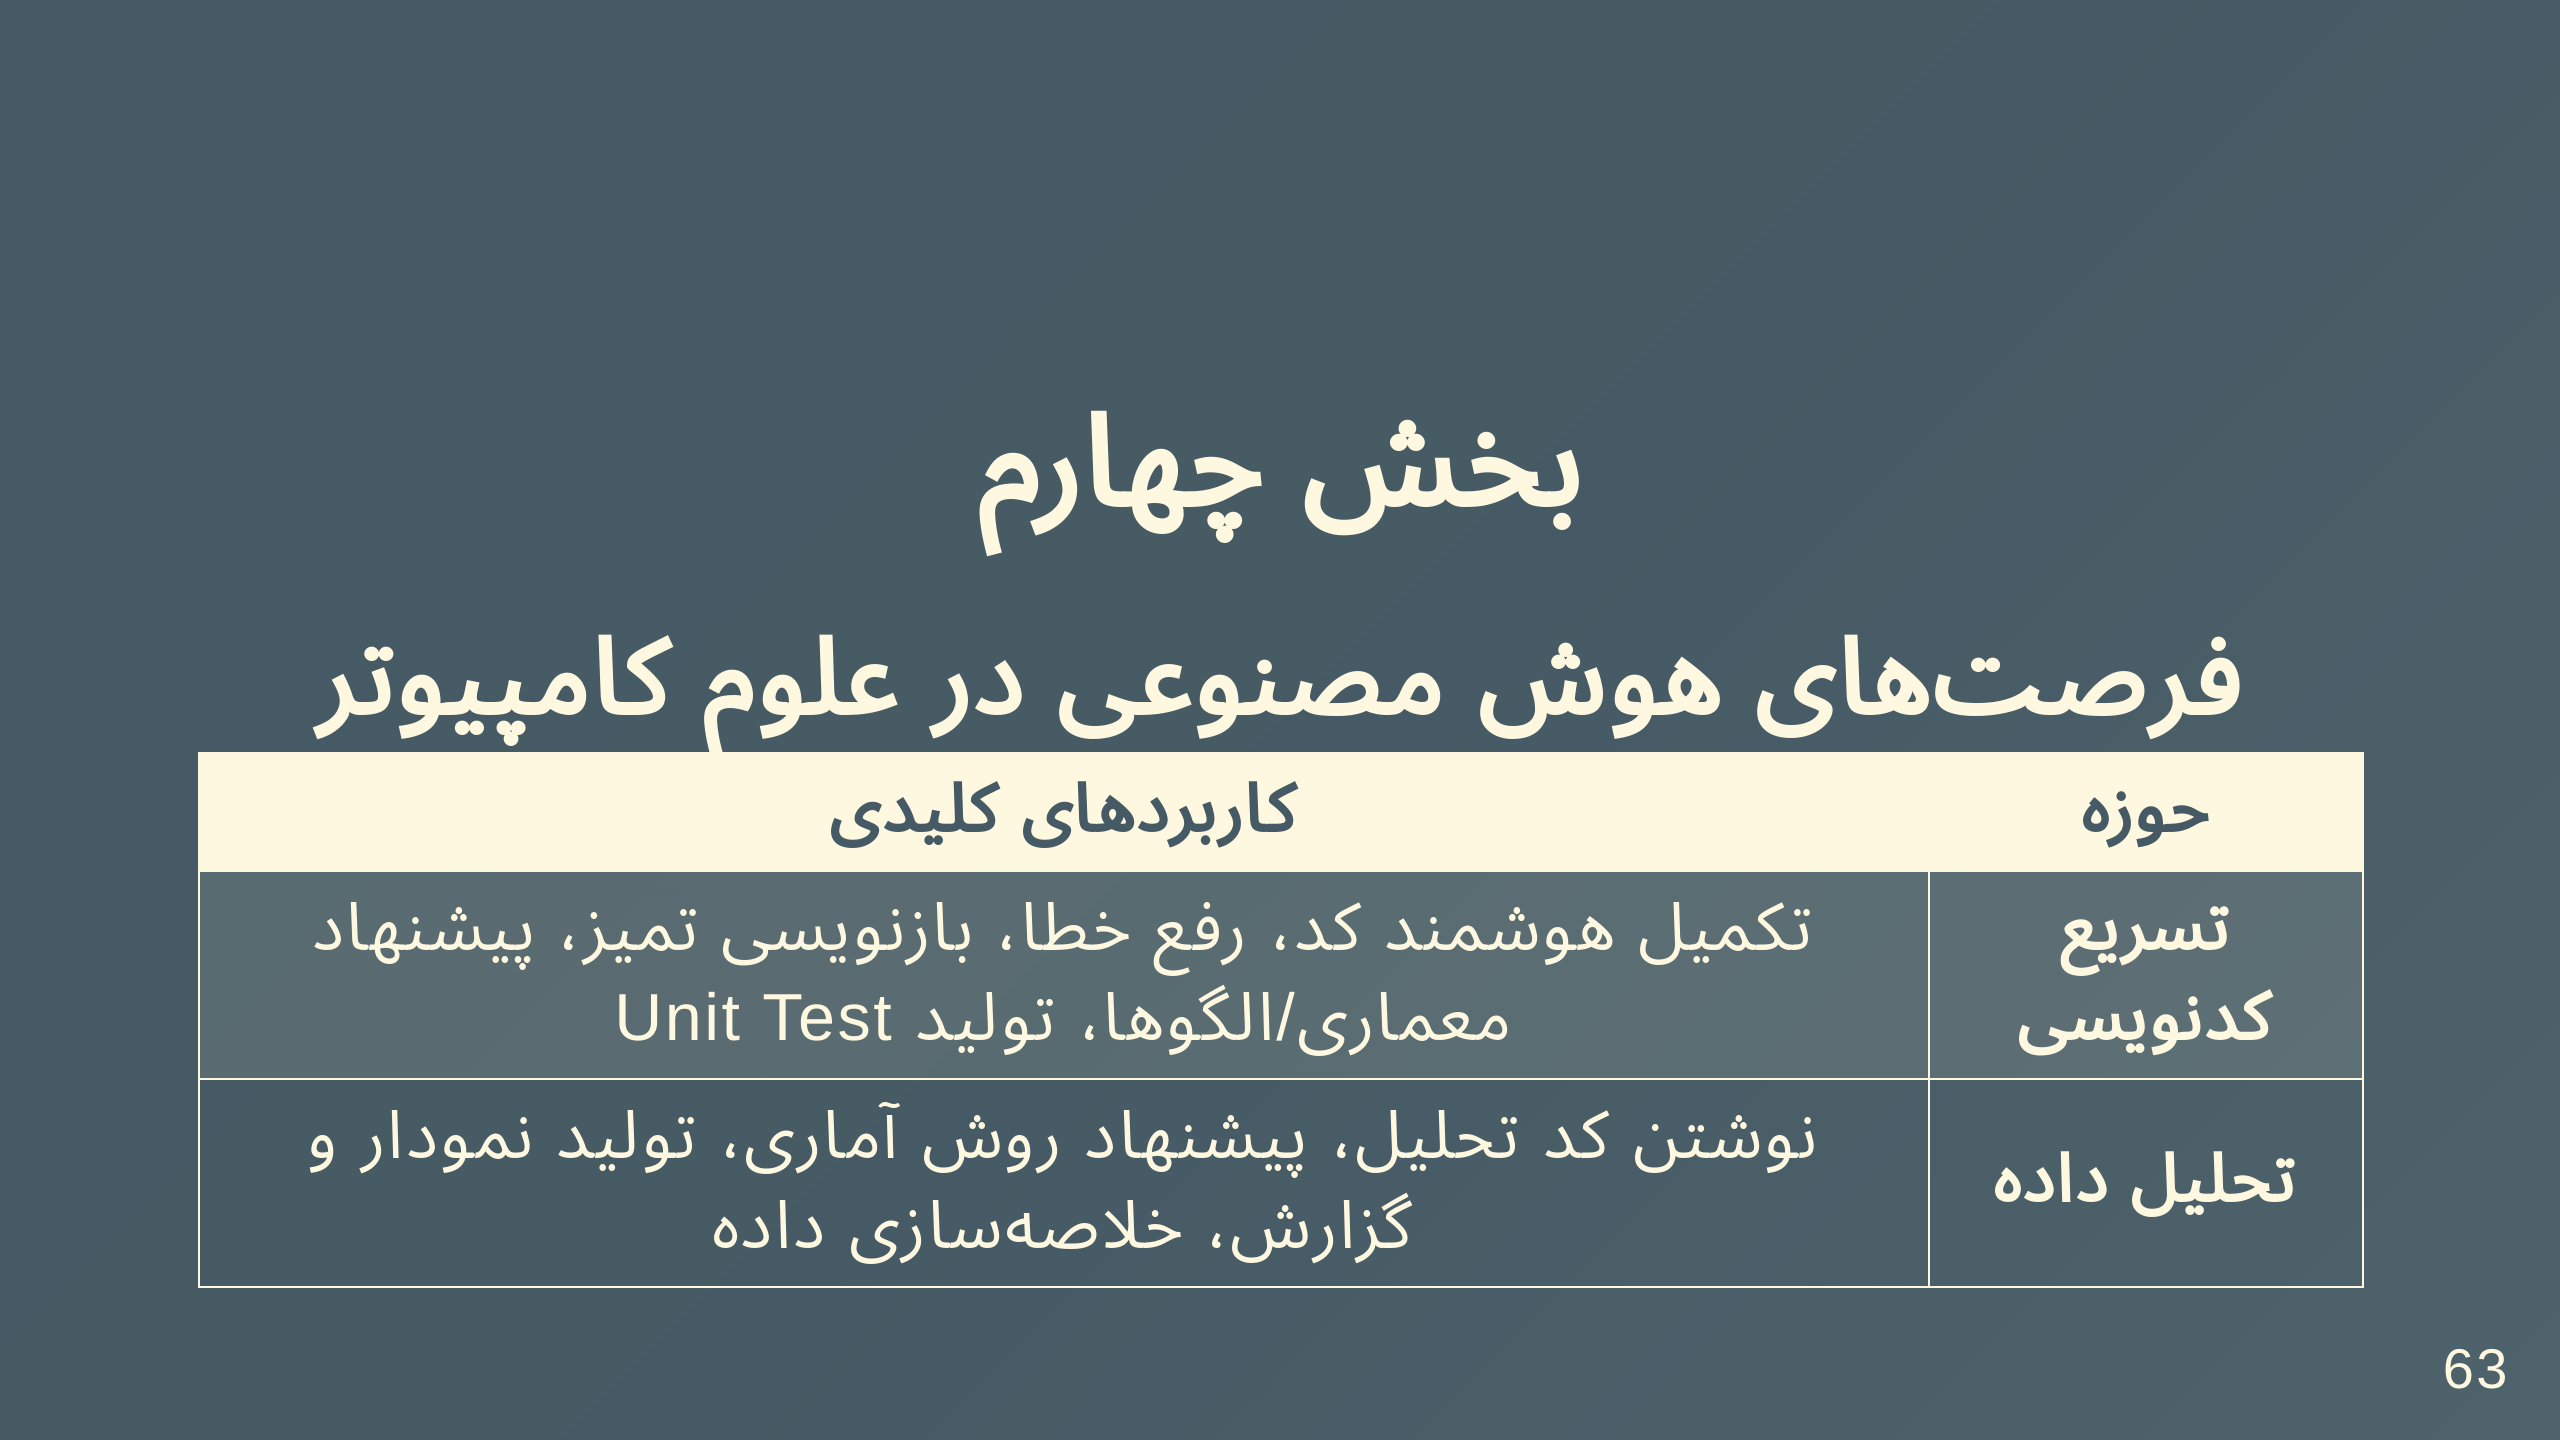 بخش چهارم
فرصت‌های هوش مصنوعی در علوم کامپیوتر
حوزه
کاربردهای کلیدی
تسریع
کدنویسی
تکمیل هوشمند کد، رفع خطا، بازنویسی تمیز، پیشنهاد
معماری/الگوها، تولید Unit Test
تحلیل داده
نوشتن کد تحلیل، پیشنهاد روش آماری، تولید نمودار و
گزارش، خلاصه‌سازی داده
63